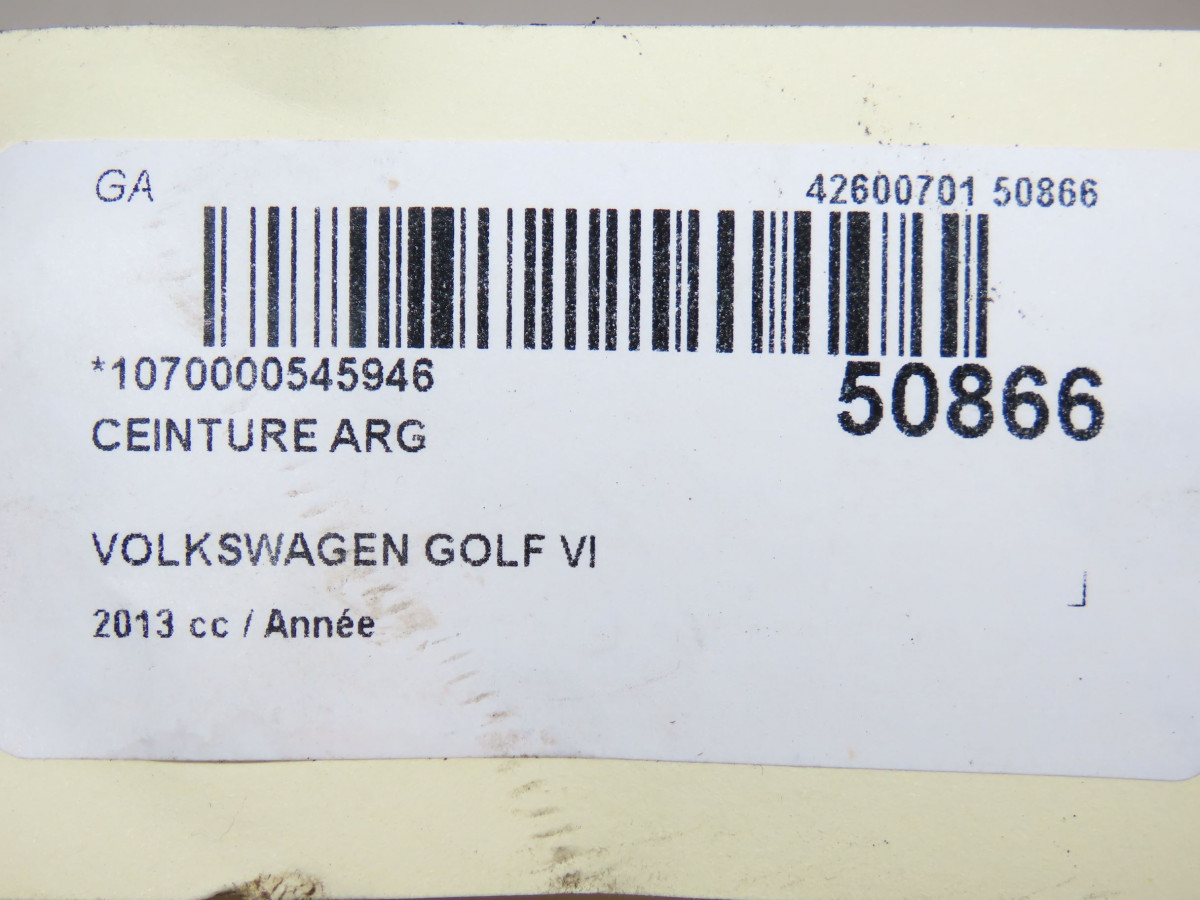 GA
42600701 50866
*1070000545946
50866
CEINTURE ARG
VOLKSWAGEN GOLF VI
2013 cc / Année